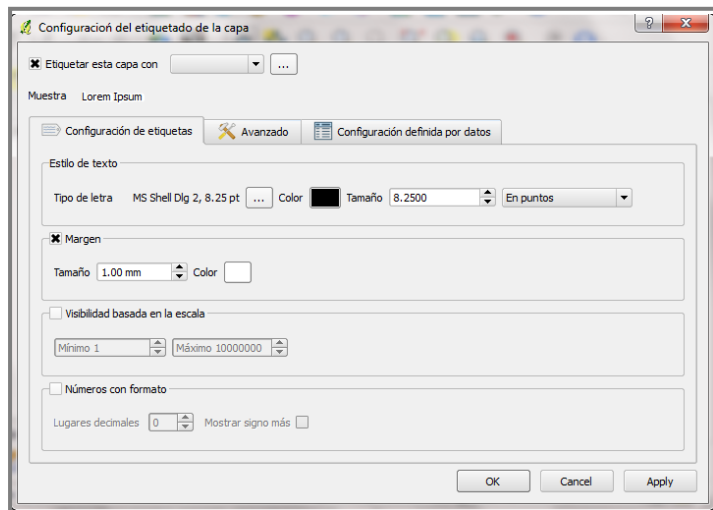 Configuración del etiquetado de la capa
Etiquetar esta capa con ...
Muestra Lorem Ipsum
Configuración de etiquetas Avanzado Configuración definida por datos
Estilo de texto
Tipo de letra MS Shell Dlg 2, 8.25 pt ... Color Tamaño 8.2500 En puntos
Margen
Tamaño 1.00 mm Color
Visibilidad basada en la escala
Mínimo 1 Máximo 10000000
Números con formato
Lugares decimales 0 Mostrar signo más
OK Cancel Apply